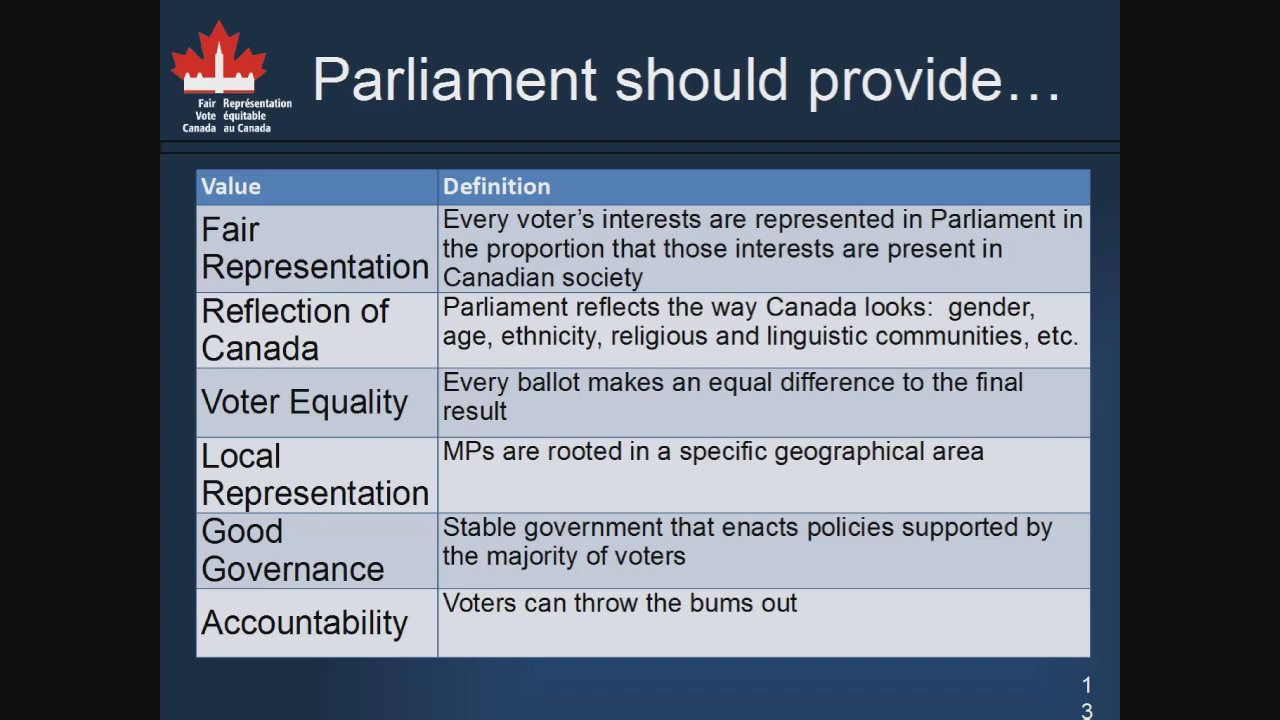 Parliament should provide…
Fair Représentation
Vote équitable
Canada au Canada
Value Definition
Fair
Representation
Every voter’s interests are represented in Parliament in
the proportion that those interests are present in
Canadian society
Reflection of
Canada
Parliament reflects the way Canada looks:  gender,
age, ethnicity, religious and linguistic communities, etc.
Voter Equality
Every ballot makes an equal difference to the final
result
Local
Representation
MPs are rooted in a specific geographical area
Good
Governance
Stable government that enacts policies supported by
the majority of voters
Accountability
Voters can throw the bums out
1
3